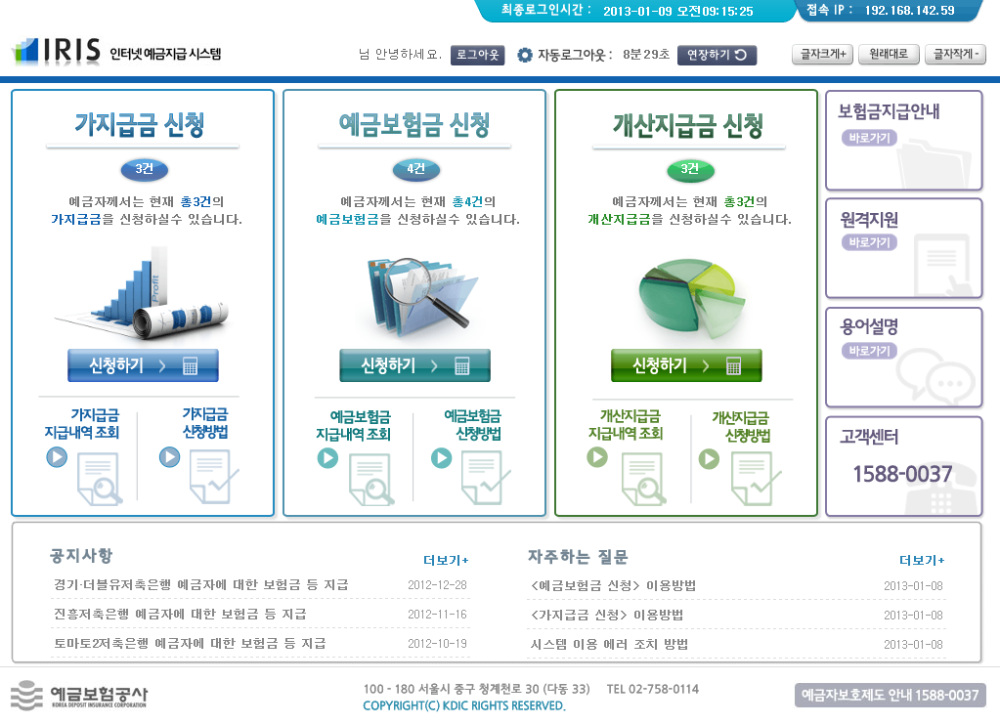 최종로그인시간 : 2013-01-09 오전09:15:25 접속 IP : 192.168.142.59
IRIS 인터넷 예금지급 시스템
님 안녕하세요. 로그아웃 자동로그아웃 : 8분29초 연장하기 글자크게+ 원래대로 글자작게-
가지급금 신청
3건
예금자께서는 현재 총3건의
가지급금을 신청하실수 있습니다.
Profit
신청하기
가지급금
지급내역 조회
가지급금
신청방법
예금보험금 신청
4건
예금자께서는 현재 총4건의
예금보험금을 신청하실수 있습니다.
신청하기
예금보험금
지급내역 조회
예금보험금
신청방법
개산지급금 신청
3건
예금자께서는 현재 총3건의
개산지급금을 신청하실수 있습니다.
신청하기
개산지급금
지급내역 조회
개산지급금
신청방법
보험금지급안내
바로가기
원격지원
바로가기
용어설명
바로가기
고객센터
1588-0037
공지사항 더보기+
경기·더블유저축은행 예금자에 대한 보험금 등 지급 2012-12-28
진흥저축은행 예금자에 대한 보험금 등 지급 2012-11-16
토마토2저축은행 예금자에 대한 보험금 등 지급 2012-10-19
자주하는 질문 더보기+
<예금보험금 신청> 이용방법 2013-01-08
<가지급금 신청> 이용방법 2013-01-08
시스템 이용 에러 조치 방법 2013-01-08
예금보험공사
KOREA DEPOSIT INSURANCE CORPORATION
100 - 180 서울시 중구 청계천로 30 (다동 33) TEL 02-758-0114
COPYRIGHT(C) KDIC RIGHTS RESERVED.
예금자보호제도 안내 1588-0037